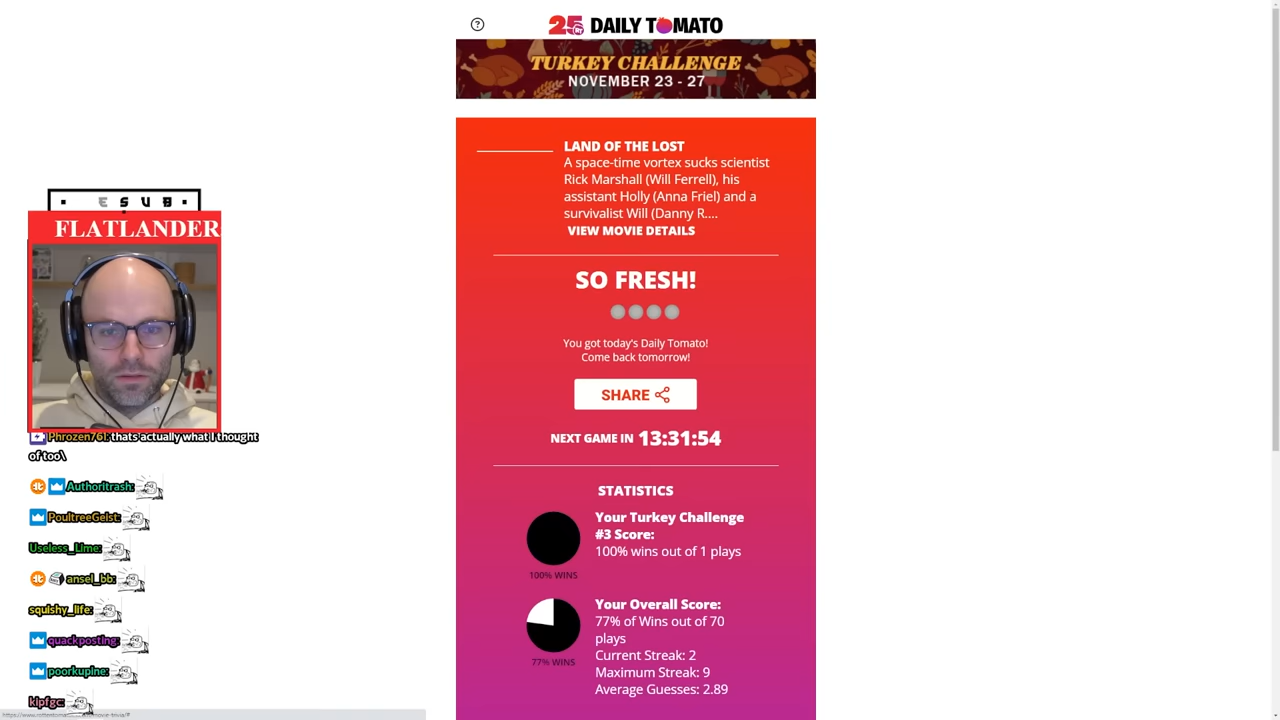 25 RT DAILY TOMATO
TURKEY CHALLENGE
NOVEMBER 23 - 27
LAND OF THE LOST
A space-time vortex sucks scientist
Rick Marshall (Will Ferrell), his
assistant Holly (Anna Friel) and a
survivalist Will (Danny R....
VIEW MOVIE DETAILS
SO FRESH!
You got today's Daily Tomato!
Come back tomorrow!
SHARE
NEXT GAME IN 13:31:54
STATISTICS
Your Turkey Challenge
#3 Score:
100% wins out of 1 plays
100% WINS
Your Overall Score:
77% of Wins out of 70
plays
Current Streak: 2
Maximum Streak: 9
Average Guesses: 2.89
77% WINS
E S U B
FLATLANDER
Phrozen761: thats actually what I thought
of too\
Authoritrash:
PoultreeGeist:
Useless_Lime:
ansel_bb:
squishy_life:
quackposting:
poorkupine:
klpfgc: